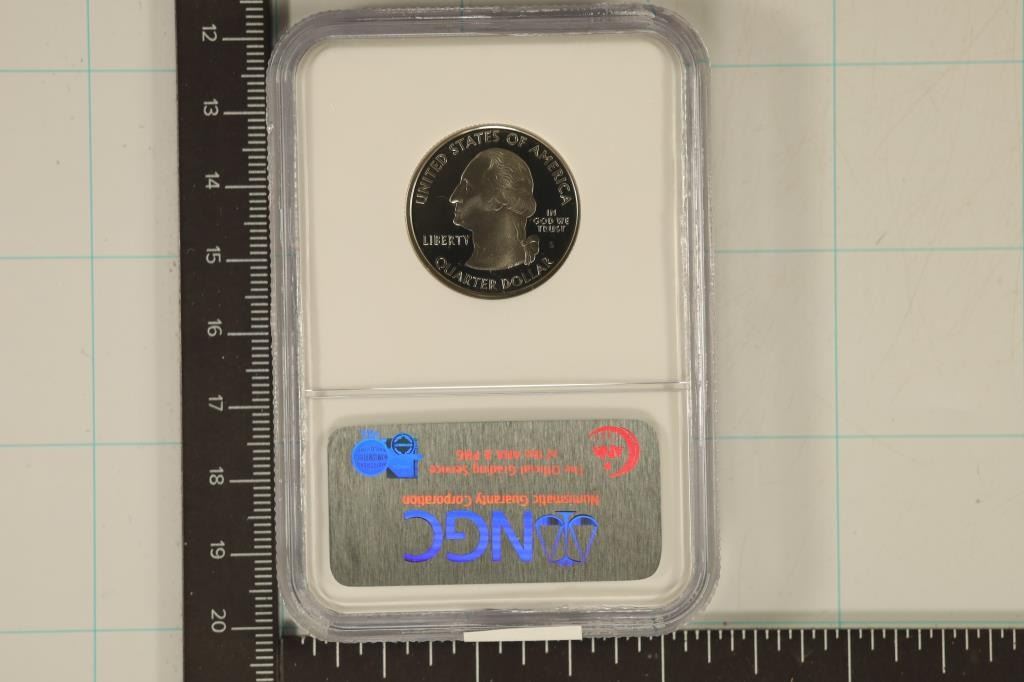 12
13
14
15
16
17
18
19
20
UNITED STATES OF AMERICA
LIBERTY
IN
GOD WE
TRUST
S
QUARTER DOLLAR
NGC
Numismatic Guaranty Corporation
The Official Grading Service
of the ANA & PNG
PNG